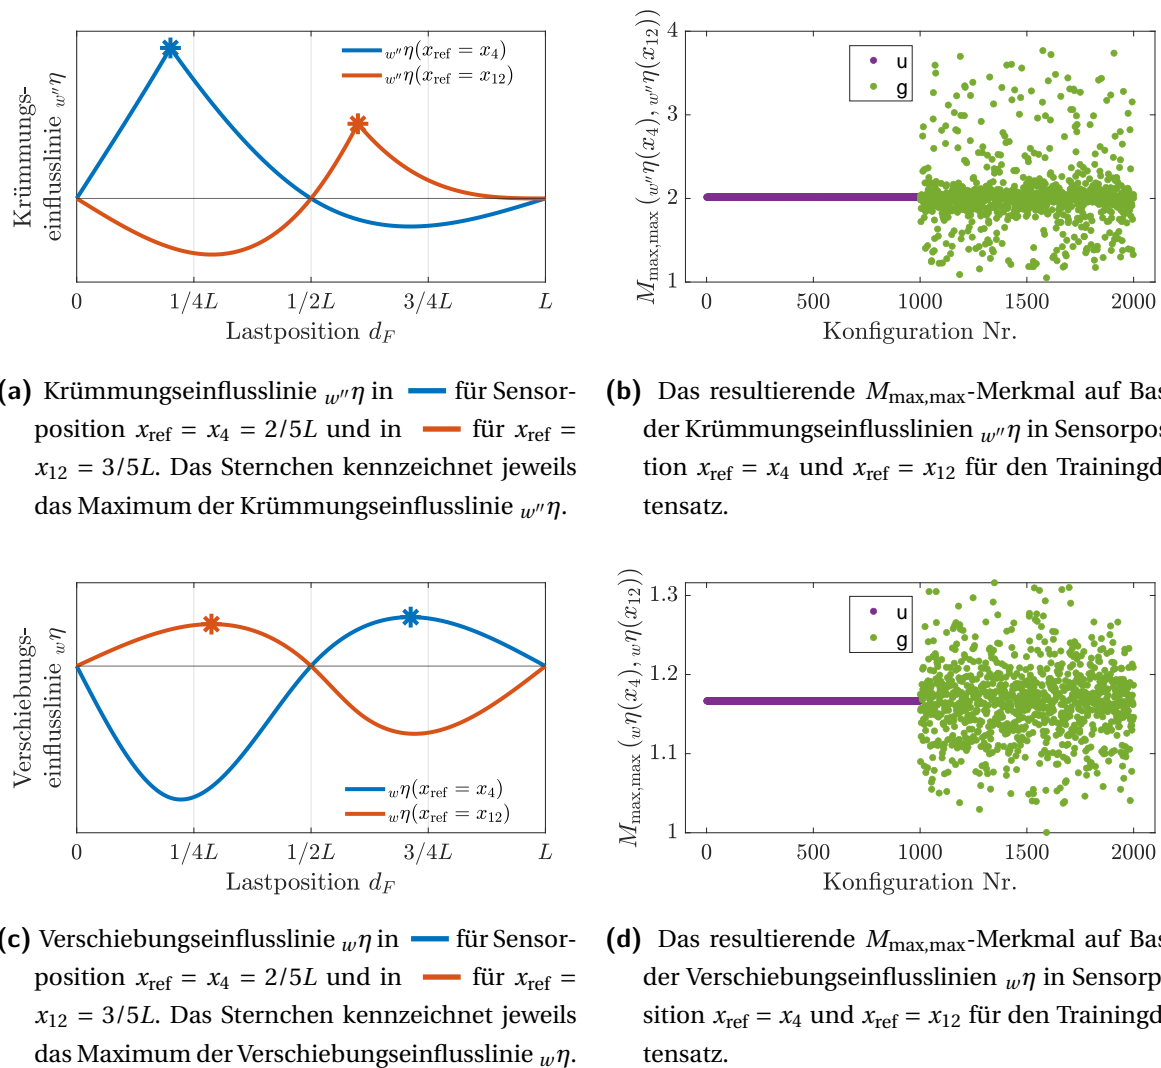 Krümmungs-
einflusslinie w″η
w″η(xref = x4)
w″η(xref = x12)
0 1/4L 1/2L 3/4L L
Lastposition dF
Mmax,max (w″η(x4), w″η(x12))
4
3
2
1
u
g
0 500 1000 1500 2000
Konfiguration Nr.
(a) Krümmungseinflusslinie w″η in für Sensor-
position xref = x4 = 2/5L und in für xref =
x12 = 3/5L. Das Sternchen kennzeichnet jeweils
das Maximum der Krümmungseinflusslinie w″η.
(b) Das resultierende Mmax,max-Merkmal auf Bas
der Krümmungseinflusslinien w″η in Sensorpos
tion xref = x4 und xref = x12 für den Trainingd
tensatz.
Verschiebungs-
einflusslinie wη
wη(xref = x4)
wη(xref = x12)
0 1/4L 1/2L 3/4L L
Lastposition dF
Mmax,max (wη(x4), wη(x12))
1.3
1.2
1.1
1
u
g
0 500 1000 1500 2000
Konfiguration Nr.
(c) Verschiebungseinflusslinie wη in für Sensor-
position xref = x4 = 2/5L und in für xref =
x12 = 3/5L. Das Sternchen kennzeichnet jeweils
das Maximum der Verschiebungseinflusslinie wη.
(d) Das resultierende Mmax,max-Merkmal auf Bas
der Verschiebungseinflusslinien wη in Sensorp
sition xref = x4 und xref = x12 für den Trainingd
tensatz.